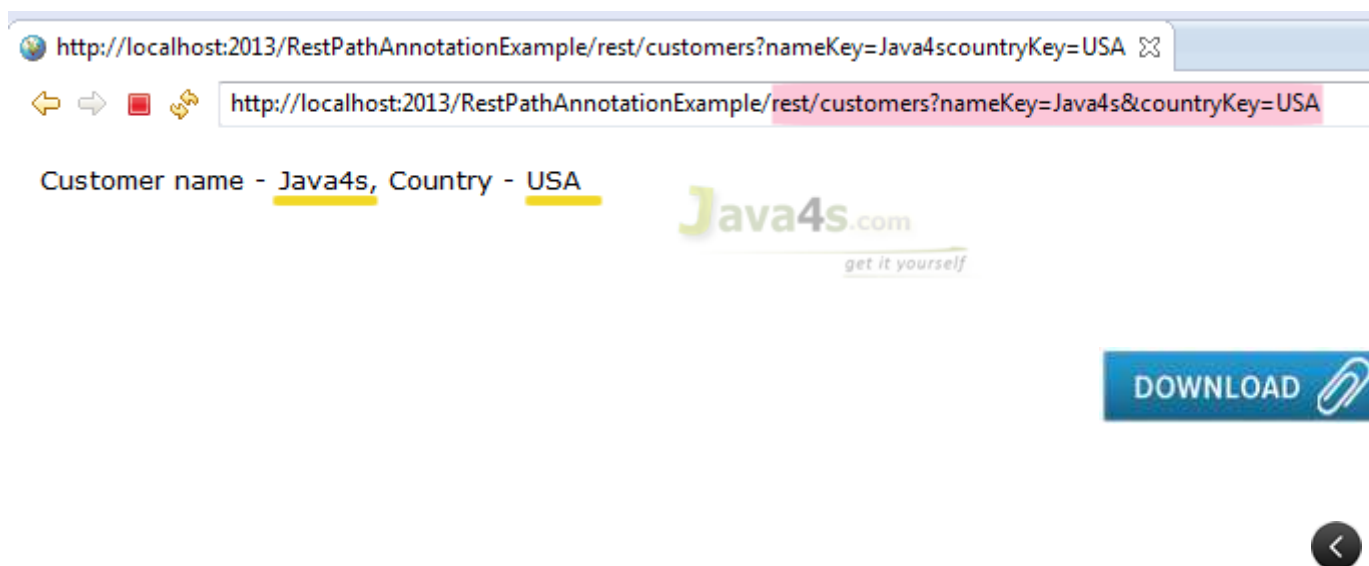 http://localhost:2013/RestPathAnnotationExample/rest/customers?nameKey=Java4scountryKey=USA
http://localhost:2013/RestPathAnnotationExample/rest/customers?nameKey=Java4s&countryKey=USA
Customer name - Java4s, Country - USA
Java4s.com
get it yourself
DOWNLOAD